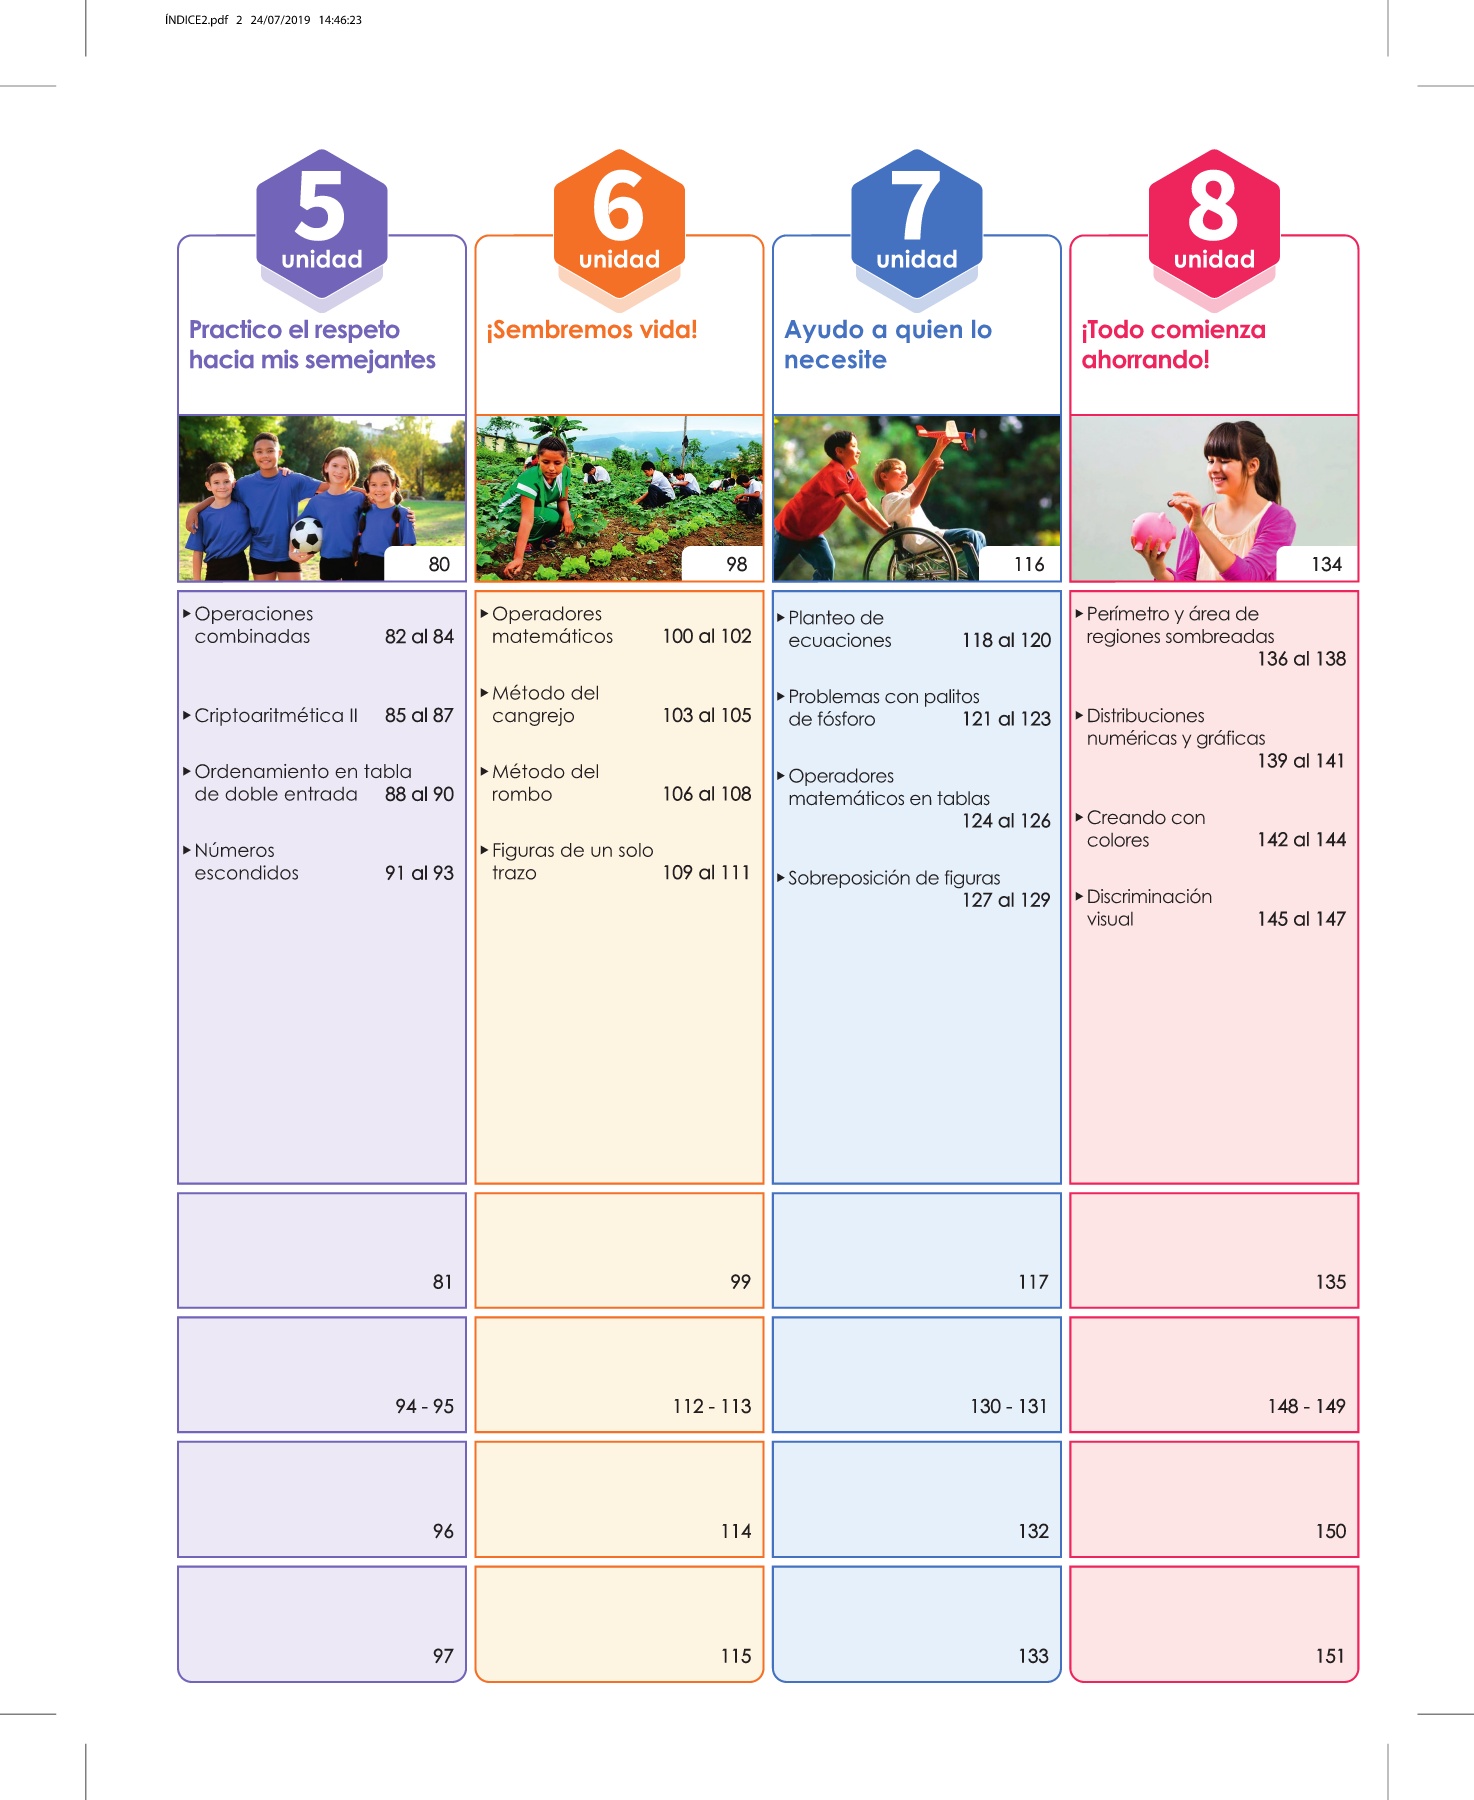 ÍNDICE2.pdf 2 24/07/2019 14:46:23
5
unidad
Practico el respeto
hacia mis semejantes
80
Operaciones
combinadas 82 al 84
Criptoaritmética II 85 al 87
Ordenamiento en tabla
de doble entrada 88 al 90
Números
escondidos 91 al 93
81
94 - 95
96
97
6
unidad
¡Sembremos vida!
98
Operadores
matemáticos 100 al 102
Método del
cangrejo 103 al 105
Método del
rombo 106 al 108
Figuras de un solo
trazo 109 al 111
99
112 - 113
114
115
7
unidad
Ayudo a quien lo
necesite
116
Planteo de
ecuaciones 118 al 120
Problemas con palitos
de fósforo 121 al 123
Operadores
matemáticos en tablas
124 al 126
Sobreposición de figuras
127 al 129
117
130 - 131
132
133
8
unidad
¡Todo comienza
ahorrando!
134
Perímetro y área de
regiones sombreadas
136 al 138
Distribuciones
numéricas y gráficas
139 al 141
Creando con
colores 142 al 144
Discriminación
visual 145 al 147
135
148 - 149
150
151